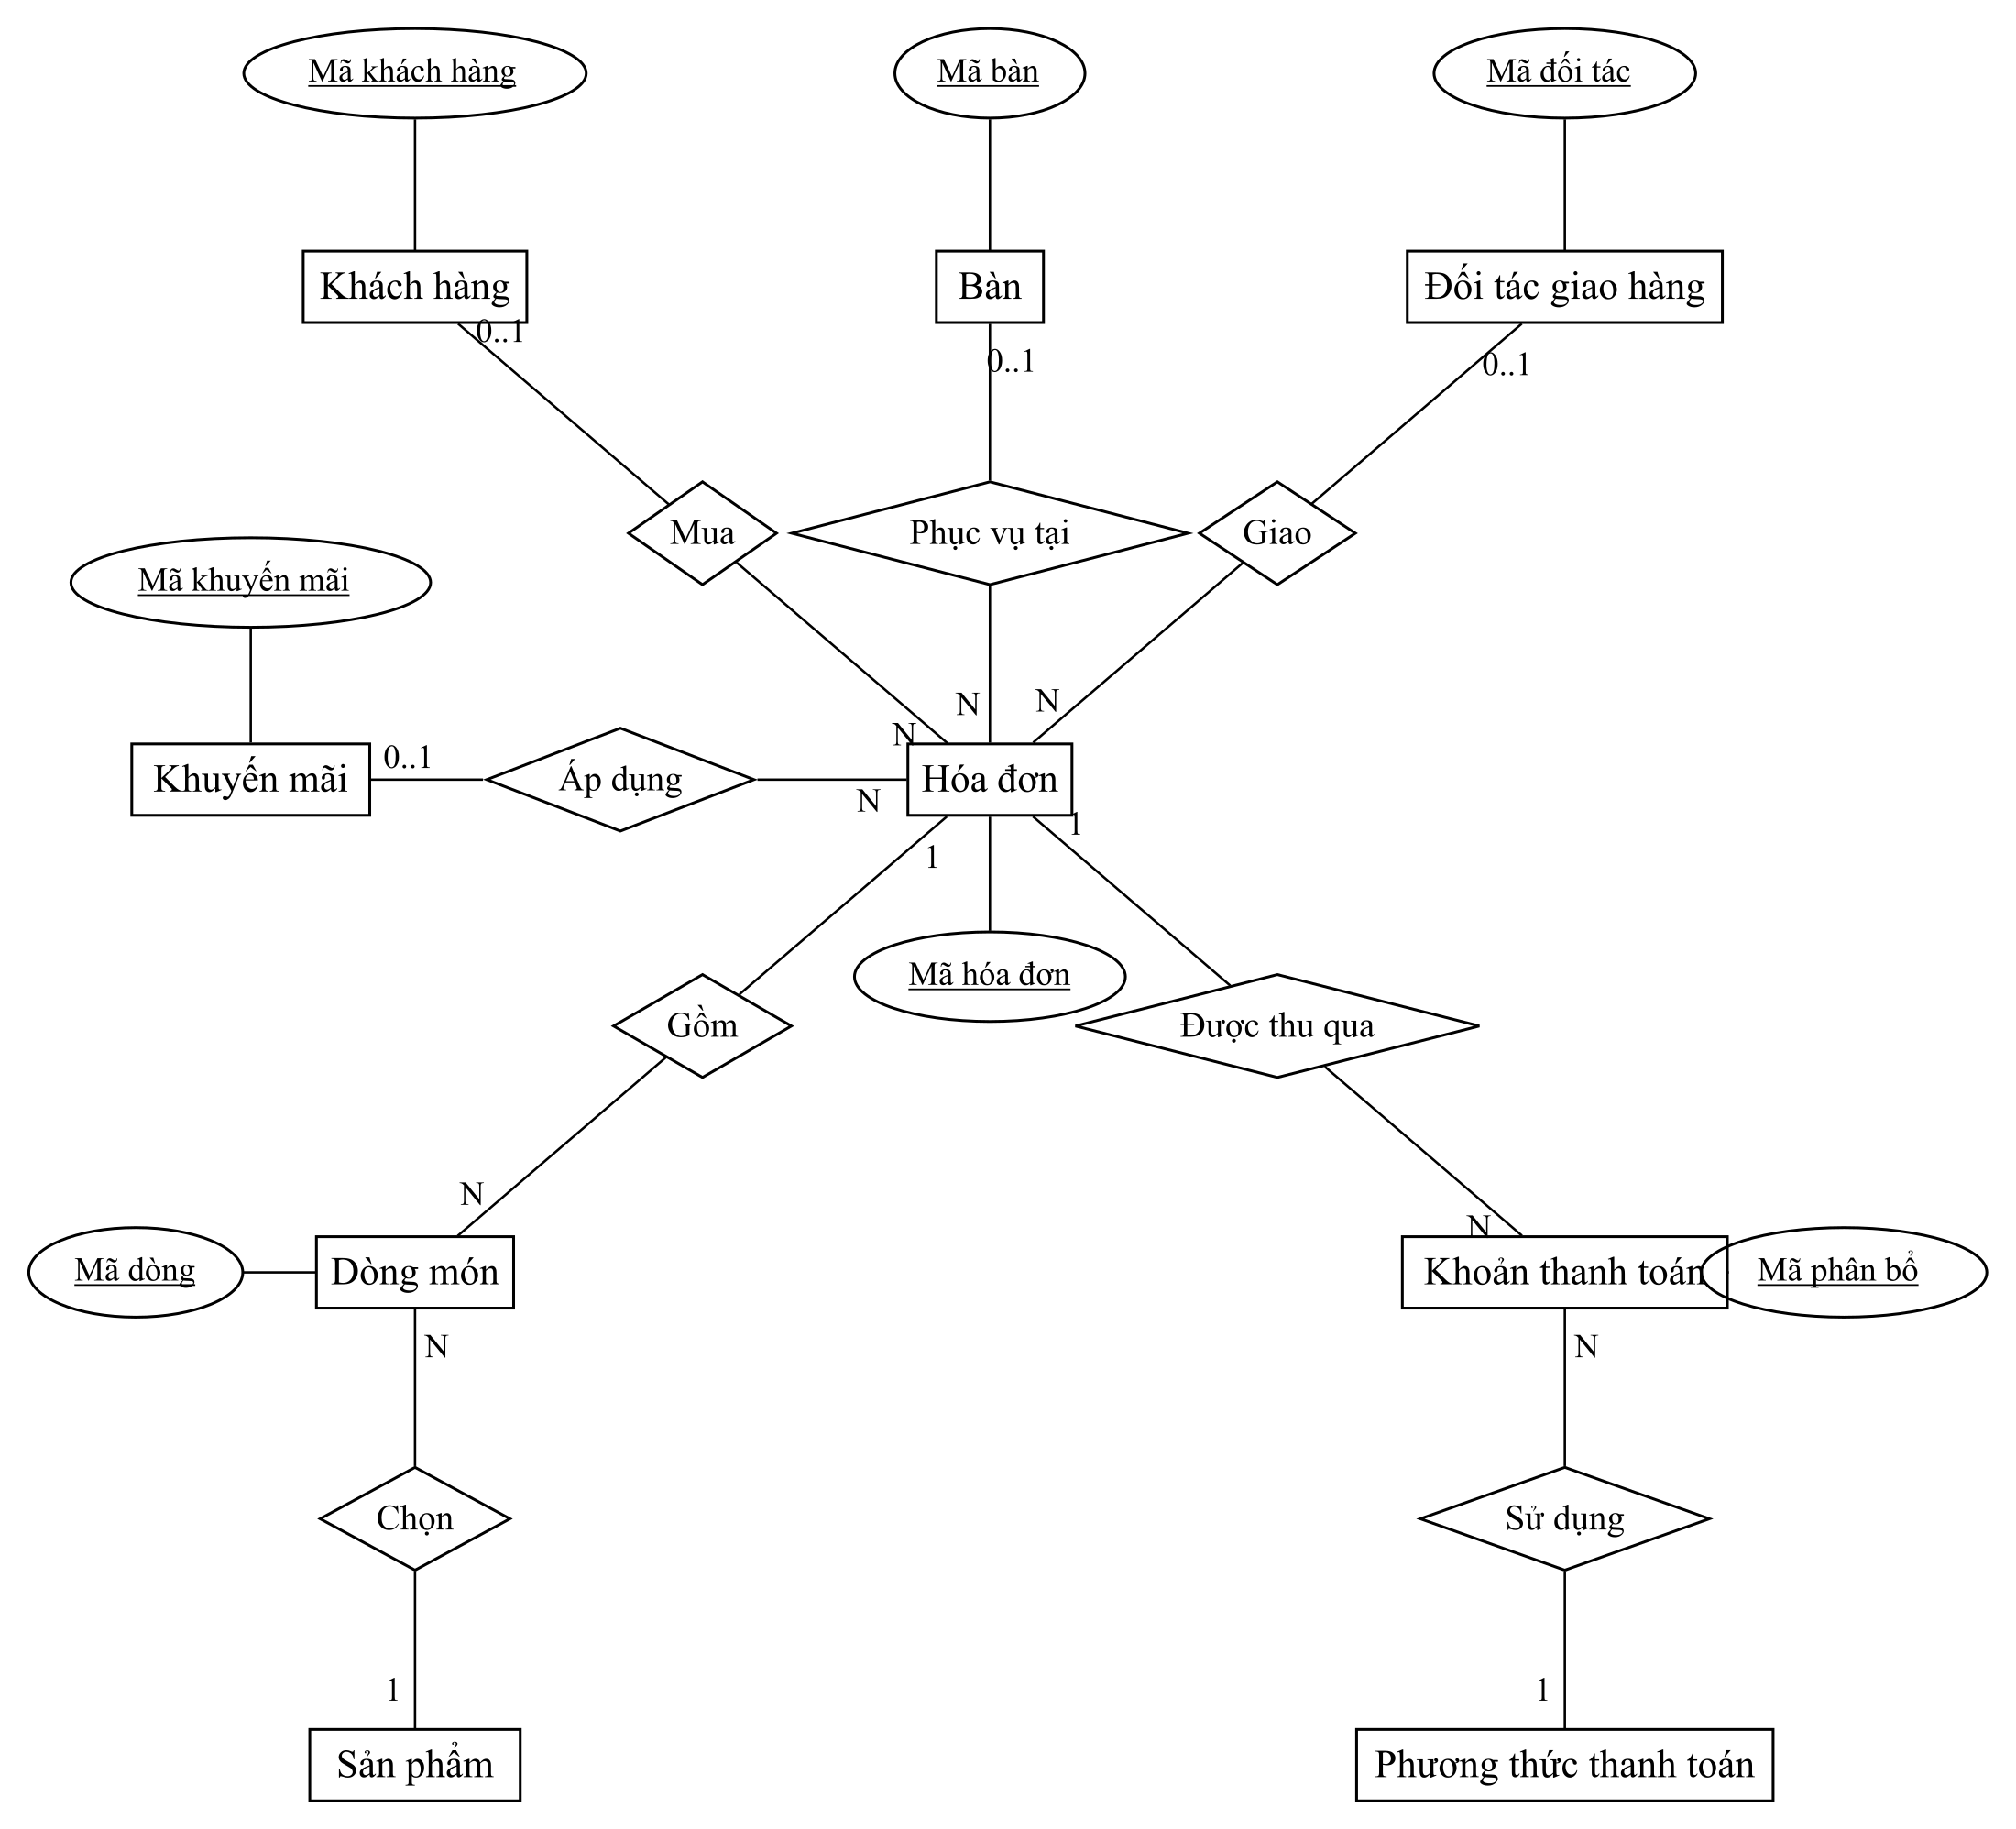 Mã khách hàng
Mã bàn
Mã đối tác
Khách hàng
Bàn
Đối tác giao hàng
0..1
0..1
0..1
Mua
Phục vụ tại
Giao
Mã khuyến mãi
N
N
N
Khuyến mãi
0..1
Áp dụng
N
Hóa đơn
1
1
Mã hóa đơn
Gồm
Được thu qua
N
N
Mã dòng
Dòng món
Khoản thanh toán
Mã phân bổ
N
N
Chọn
Sử dụng
1
1
Sản phẩm
Phương thức thanh toán